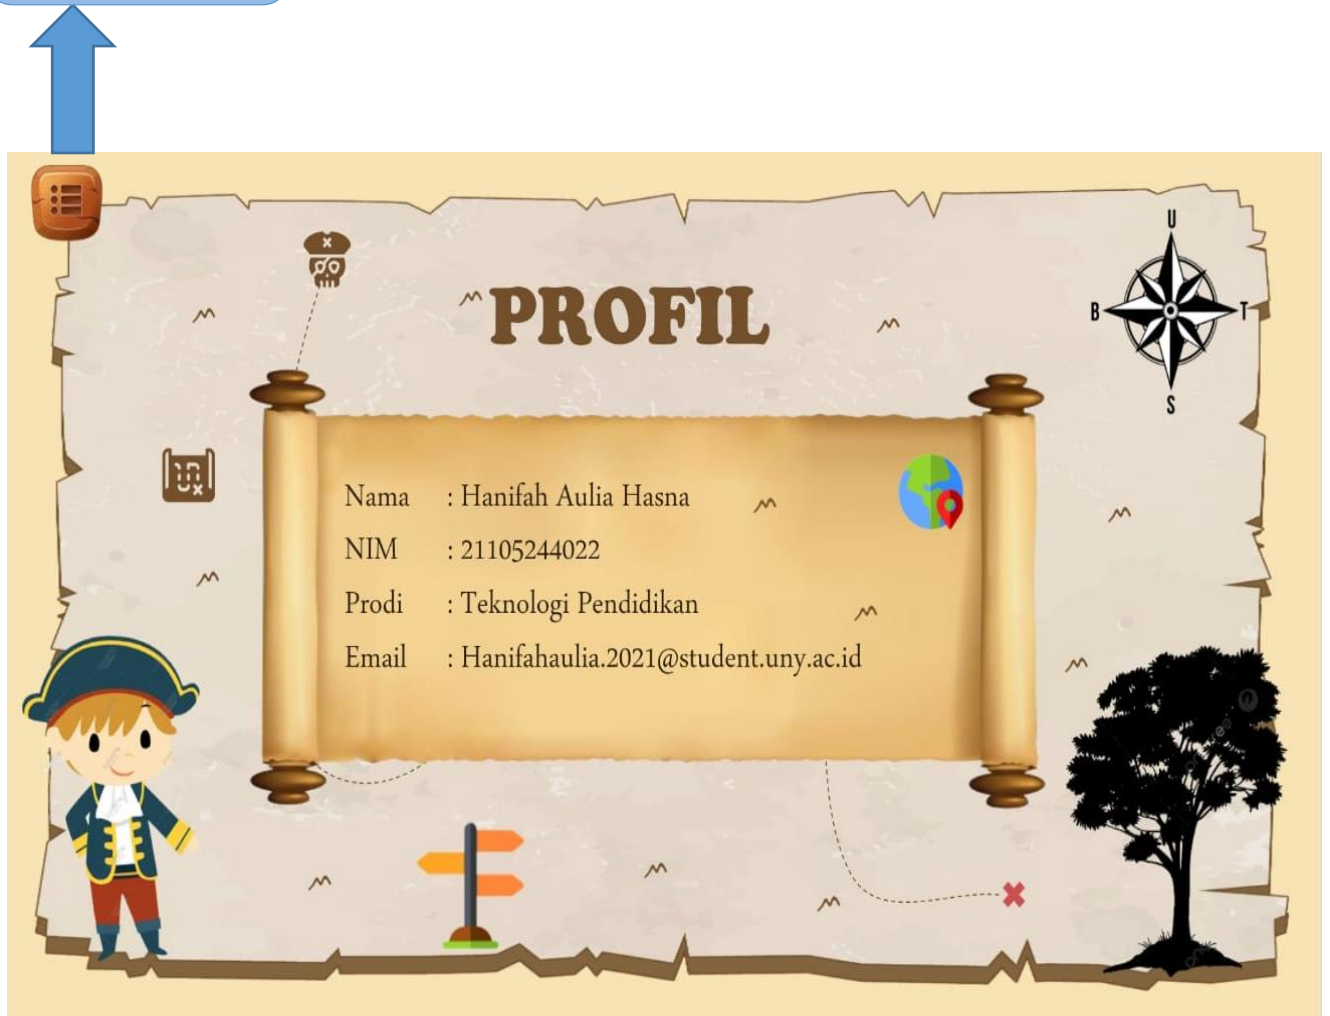 PROFIL
U
B
T
S
Nama : Hanifah Aulia Hasna
NIM : 21105244022
Prodi : Teknologi Pendidikan
Email : Hanifahaulia.2021@student.uny.ac.id